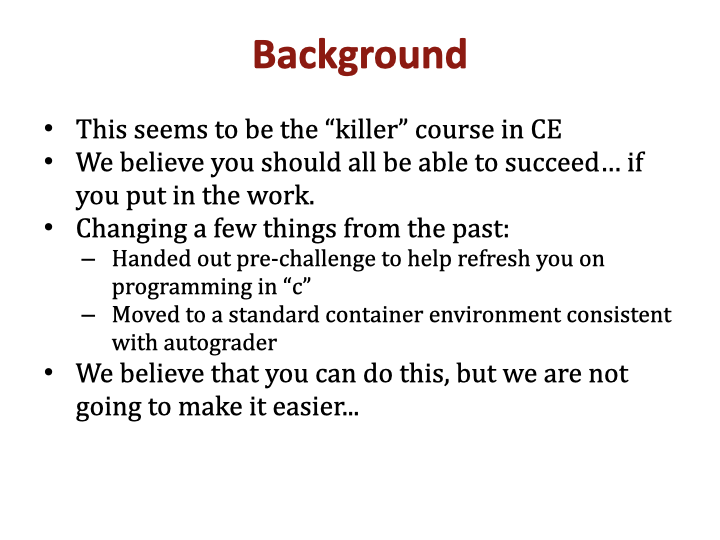 Background
• This seems to be the “killer” course in CE
• We believe you should all be able to succeed… if
you put in the work.
• Changing a few things from the past:
– Handed out pre-challenge to help refresh you on
programming in “c”
– Moved to a standard container environment consistent
with autograder
• We believe that you can do this, but we are not
going to make it easier...